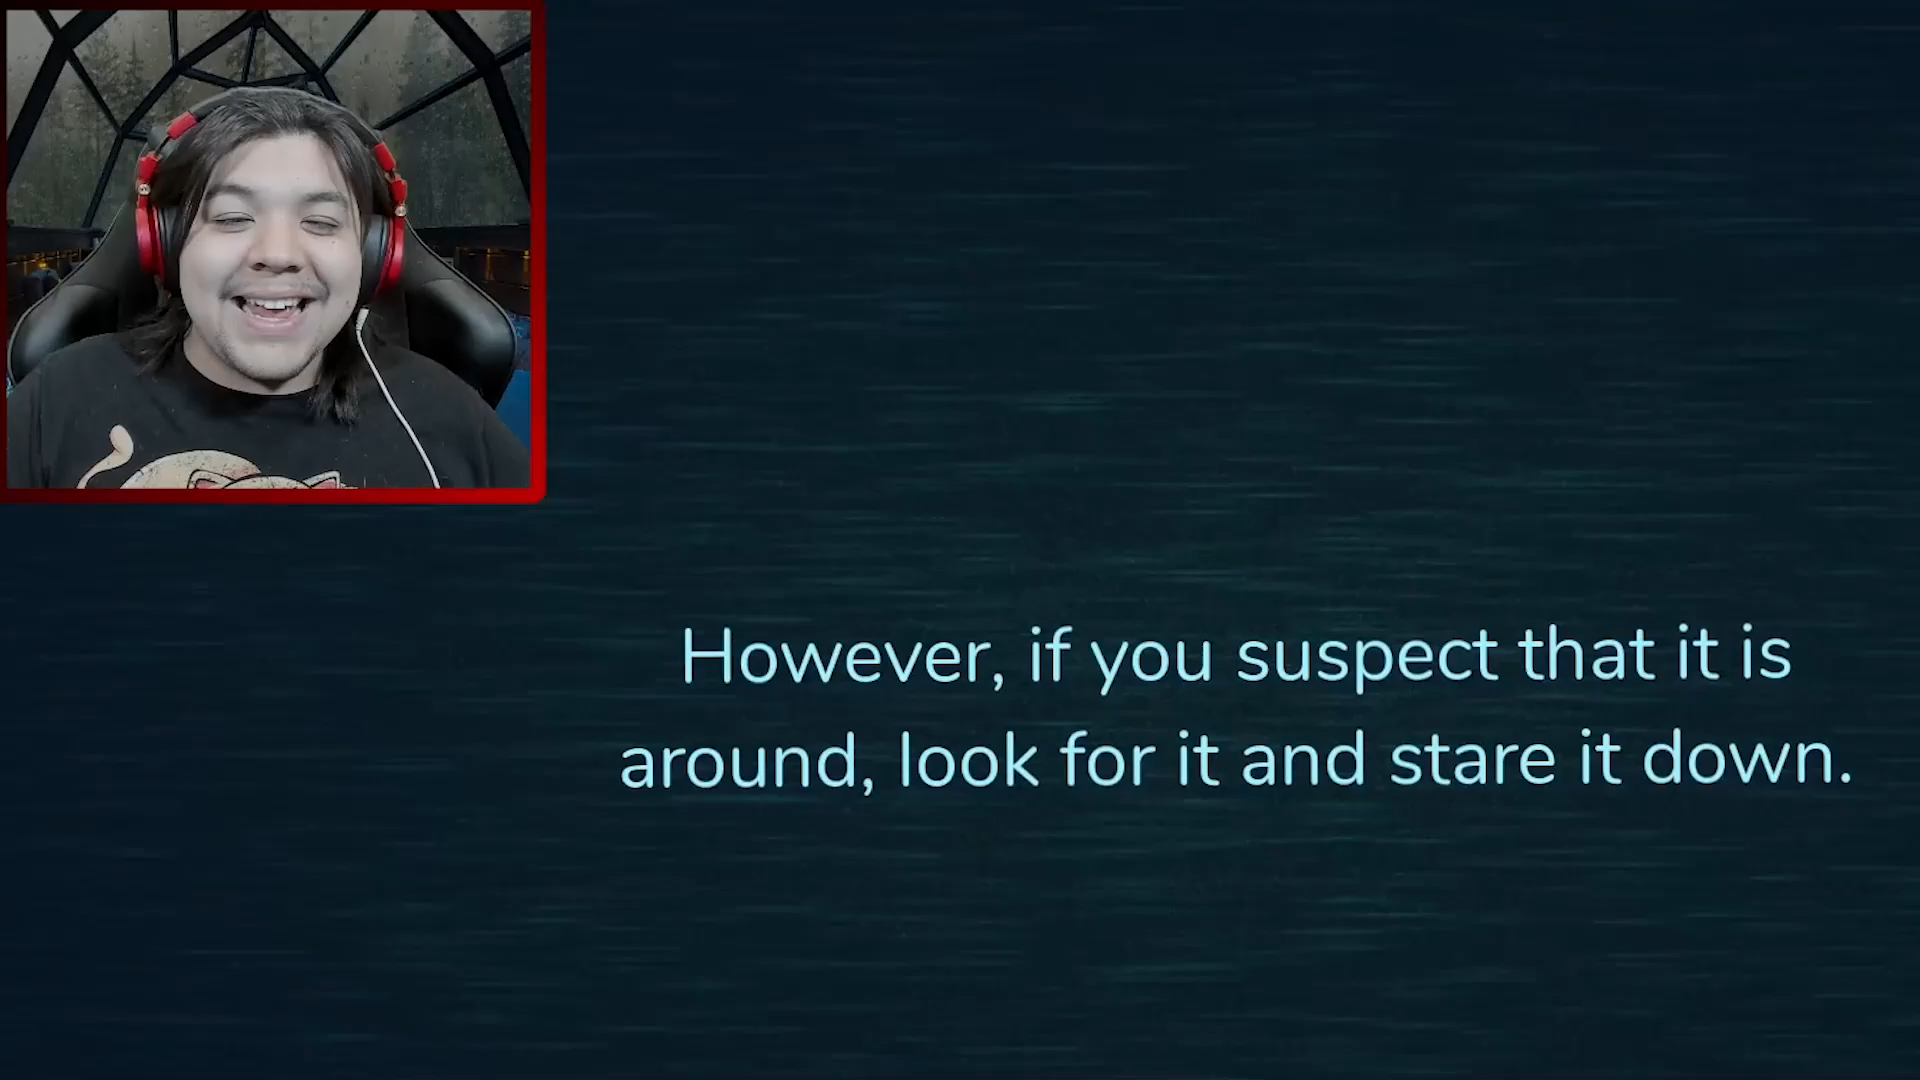 However, if you suspect that it is
around, look for it and stare it down.